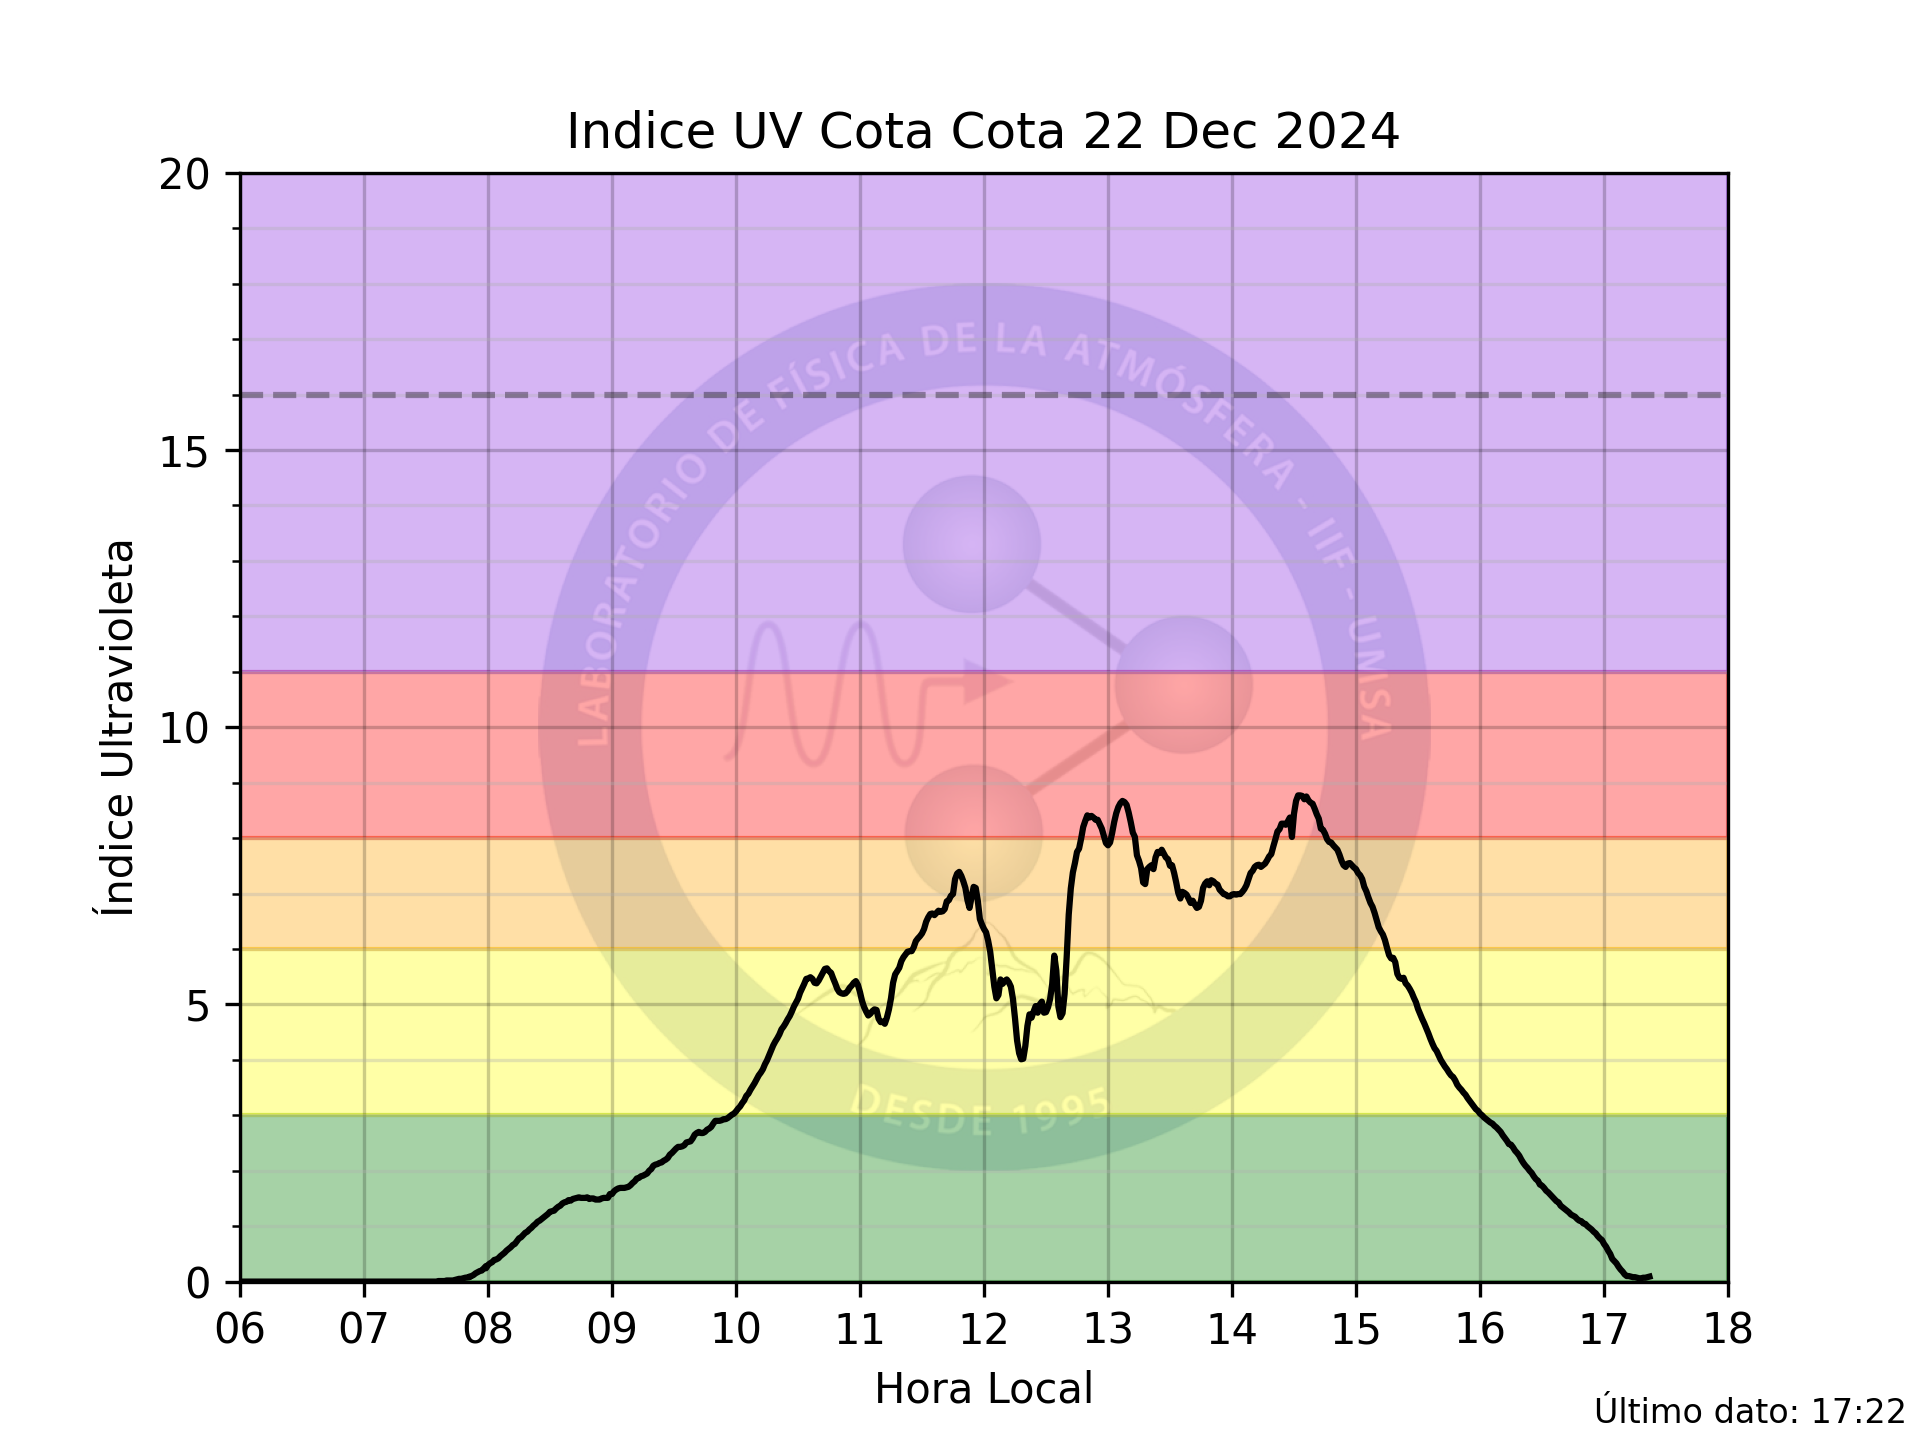 Indice UV Cota Cota 22 Dec 2024
20
15
10
5
0
Índice Ultravioleta
LABORATORIO DE FÍSICA DE LA ATMÓSFERA - IIF - UMSA
DESDE 1995
06 07 08 09 10 11 12 13 14 15 16 17 18
Hora Local
Último dato: 17:22